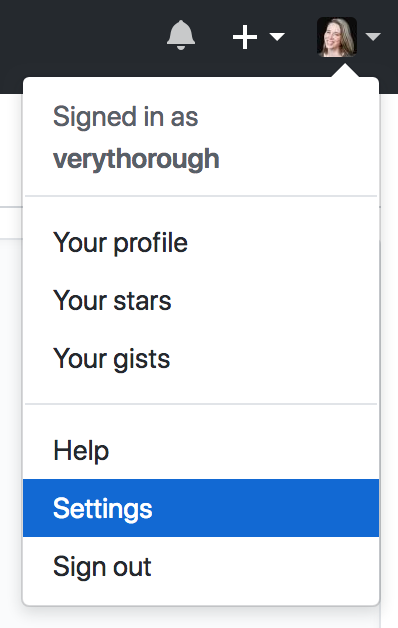 Signed in as
verythorough
Your profile
Your stars
Your gists
Help
Settings
Sign out